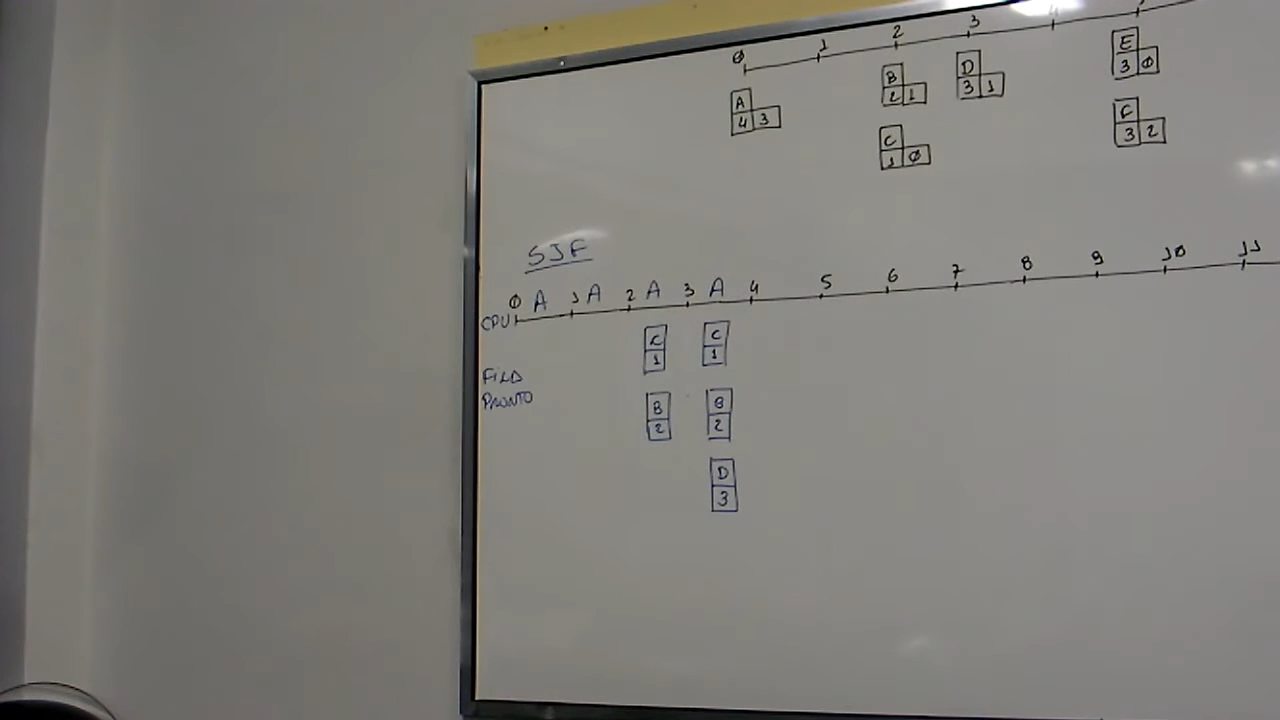 0 1 2 3 4
A B D E
4 3 2 1 3 1 3 0
C F
1 0 3 2
SJF
0 A 1 A 2 A 3 A 4 5 6 7 8 9 10 11
CPU
C C
1 1
FILA
PRONTO
B B
2 2
D
3